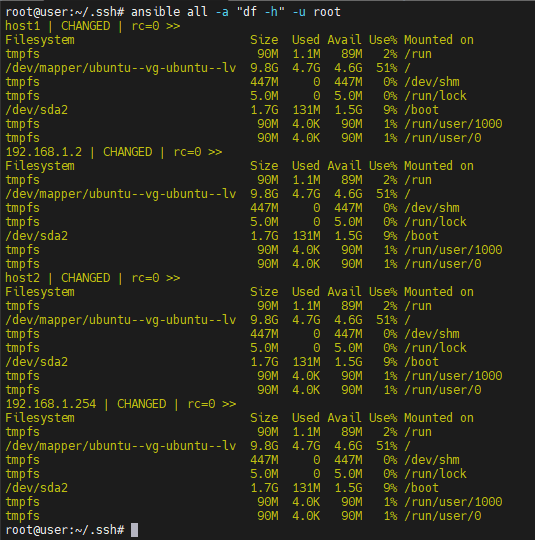 root@user:~/.ssh# ansible all -a "df -h" -u root
host1 | CHANGED | rc=0 >>
Filesystem                         Size  Used Avail Use% Mounted on
tmpfs                               90M  1.1M   89M   2% /run
/dev/mapper/ubuntu--vg-ubuntu--lv  9.8G  4.7G  4.6G  51% /
tmpfs                              447M     0  447M   0% /dev/shm
tmpfs                              5.0M     0  5.0M   0% /run/lock
/dev/sda2                          1.7G  131M  1.5G   9% /boot
tmpfs                               90M  4.0K   90M   1% /run/user/1000
tmpfs                               90M  4.0K   90M   1% /run/user/0
192.168.1.2 | CHANGED | rc=0 >>
Filesystem                         Size  Used Avail Use% Mounted on
tmpfs                               90M  1.1M   89M   2% /run
/dev/mapper/ubuntu--vg-ubuntu--lv  9.8G  4.7G  4.6G  51% /
tmpfs                              447M     0  447M   0% /dev/shm
tmpfs                              5.0M     0  5.0M   0% /run/lock
/dev/sda2                          1.7G  131M  1.5G   9% /boot
tmpfs                               90M  4.0K   90M   1% /run/user/1000
tmpfs                               90M  4.0K   90M   1% /run/user/0
host2 | CHANGED | rc=0 >>
Filesystem                         Size  Used Avail Use% Mounted on
tmpfs                               90M  1.1M   89M   2% /run
/dev/mapper/ubuntu--vg-ubuntu--lv  9.8G  4.7G  4.6G  51% /
tmpfs                              447M     0  447M   0% /dev/shm
tmpfs                              5.0M     0  5.0M   0% /run/lock
/dev/sda2                          1.7G  131M  1.5G   9% /boot
tmpfs                               90M  4.0K   90M   1% /run/user/1000
tmpfs                               90M  4.0K   90M   1% /run/user/0
192.168.1.254 | CHANGED | rc=0 >>
Filesystem                         Size  Used Avail Use% Mounted on
tmpfs                               90M  1.1M   89M   2% /run
/dev/mapper/ubuntu--vg-ubuntu--lv  9.8G  4.7G  4.6G  51% /
tmpfs                              447M     0  447M   0% /dev/shm
tmpfs                              5.0M     0  5.0M   0% /run/lock
/dev/sda2                          1.7G  131M  1.5G   9% /boot
tmpfs                               90M  4.0K   90M   1% /run/user/1000
tmpfs                               90M  4.0K   90M   1% /run/user/0
root@user:~/.ssh#